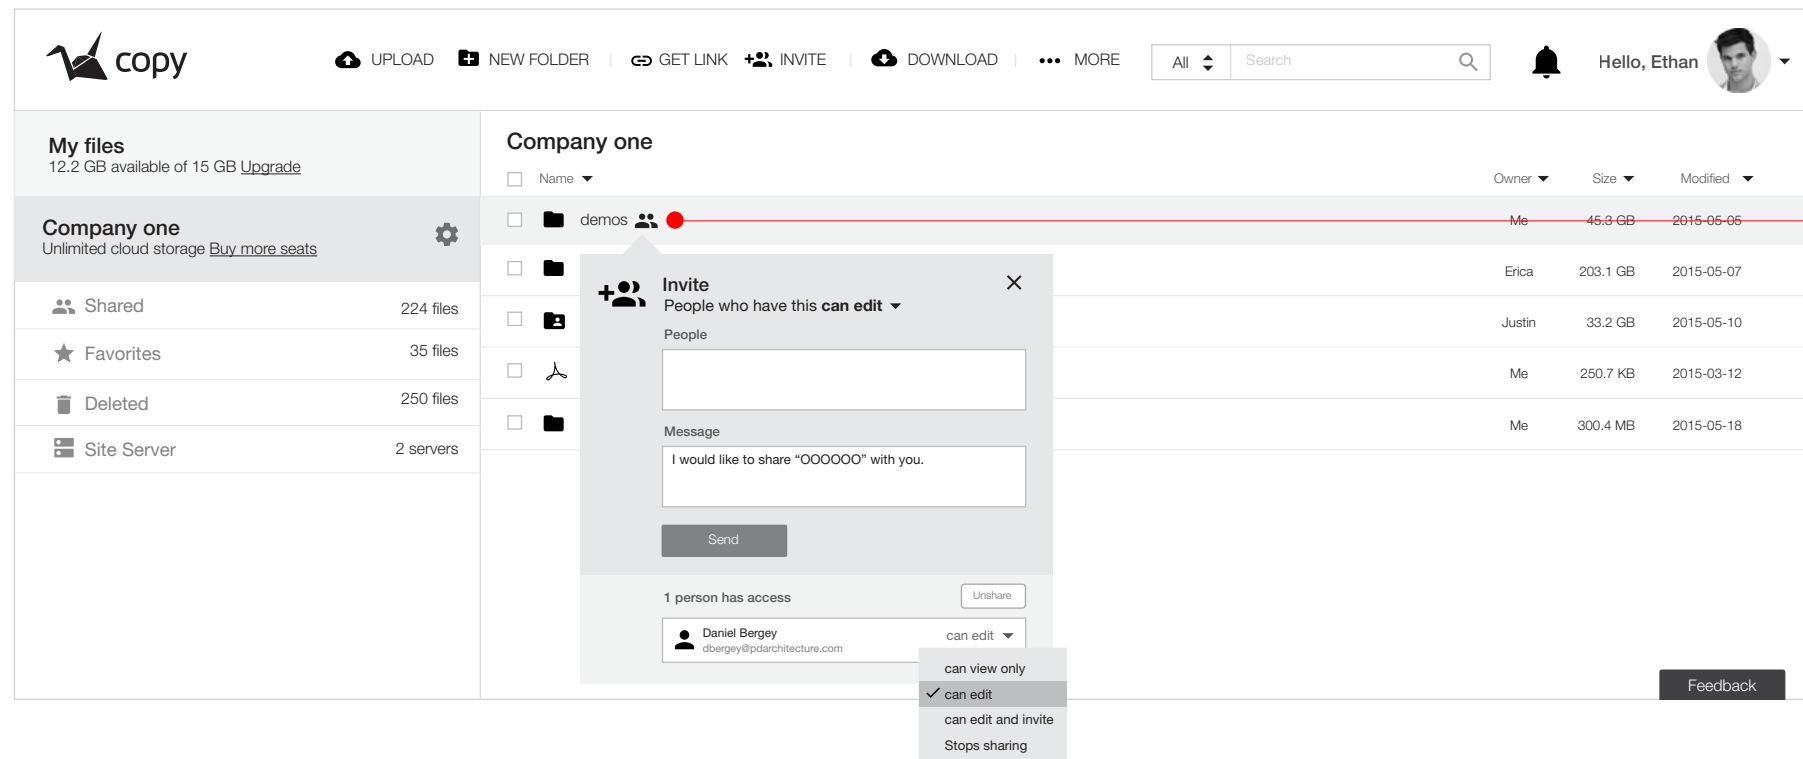 copy
UPLOAD NEW FOLDER GET LINK INVITE DOWNLOAD MORE All Search Hello, Ethan
My files
12.2 GB available of 15 GB Upgrade
Company one
Unlimited cloud storage Buy more seats
Shared 224 files
Favorites 35 files
Deleted 250 files
Site Server 2 servers
Company one
Name Owner Size Modified
demos Me 45.3 GB 2015-05-05
Erica 203.1 GB 2015-05-07
Justin 33.2 GB 2015-05-10
Me 250.7 KB 2015-03-12
Me 300.4 MB 2015-05-18
Invite
People who have this can edit
People
Message
I would like to share “OOOOOO” with you.
Send
1 person has access Unshare
Daniel Bergey can edit
dbergey@pdarchitecture.com
can view only
can edit
can edit and invite
Stops sharing
Feedback